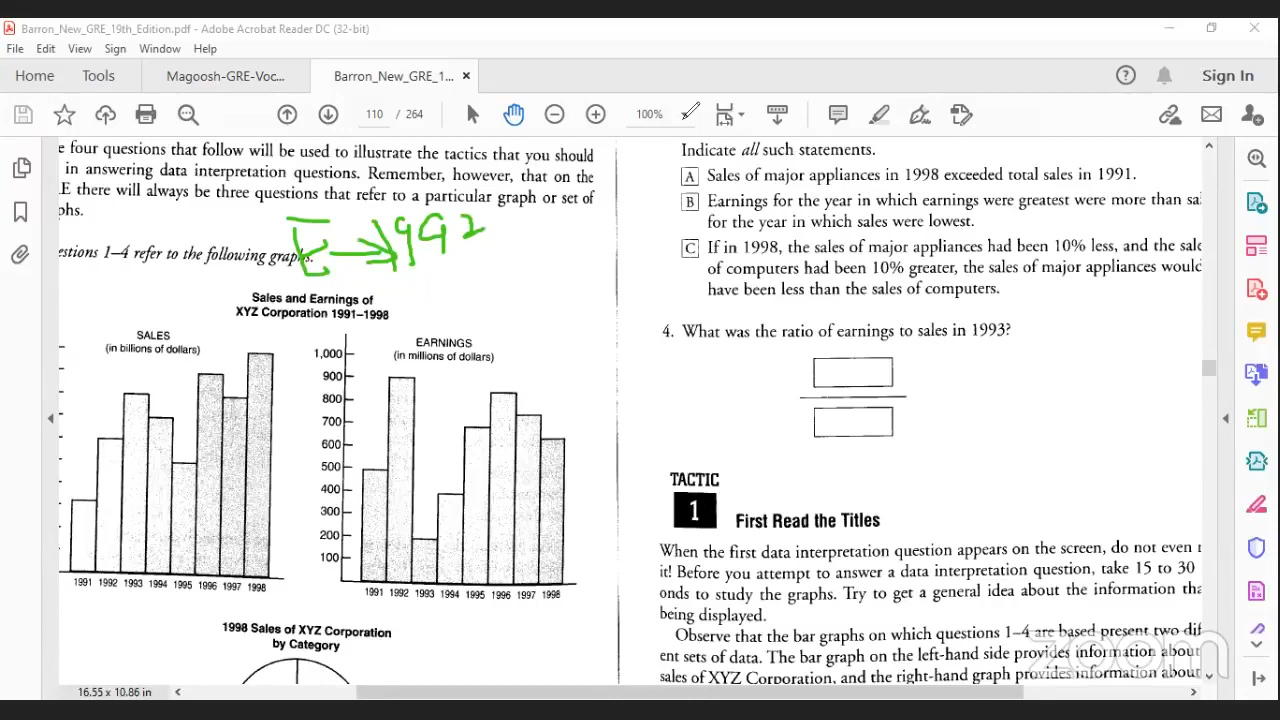 Barron_New_GRE_19th_Edition.pdf - Adobe Acrobat Reader DC (32-bit)
File Edit View Sign Window Help
Home Tools Magoosh-GRE-Voc... Barron_New_GRE_1... × Sign In
110 / 264 100%
e four questions that follow will be used to illustrate the tactics that you should
in answering data interpretation questions. Remember, however, that on the
E there will always be three questions that refer to a particular graph or set of
phs.
E → 1992
estions 1–4 refer to the following graphs.
Sales and Earnings of
XYZ Corporation 1991–1998
SALES
(in billions of dollars)
1991 1992 1993 1994 1995 1996 1997 1998
EARNINGS
(in millions of dollars)
1,000
900
800
700
600
500
400
300
200
100
1991 1992 1993 1994 1995 1996 1997 1998
1998 Sales of XYZ Corporation
by Category
16.55 x 10.86 in
Indicate all such statements.
A Sales of major appliances in 1998 exceeded total sales in 1991.
B Earnings for the year in which earnings were greatest were more than sa
for the year in which sales were lowest.
C If in 1998, the sales of major appliances had been 10% less, and the sale
of computers had been 10% greater, the sales of major appliances would
have been less than the sales of computers.
4. What was the ratio of earnings to sales in 1993?
TACTIC
1 First Read the Titles
When the first data interpretation question appears on the screen, do not even r
it! Before you attempt to answer a data interpretation question, take 15 to 30
onds to study the graphs. Try to get a general idea about the information tha
being displayed.
Observe that the bar graphs on which questions 1–4 are based present two dif
ent sets of data. The bar graph on the left-hand side provides information about
sales of XYZ Corporation, and the right-hand graph provides information about
zoom